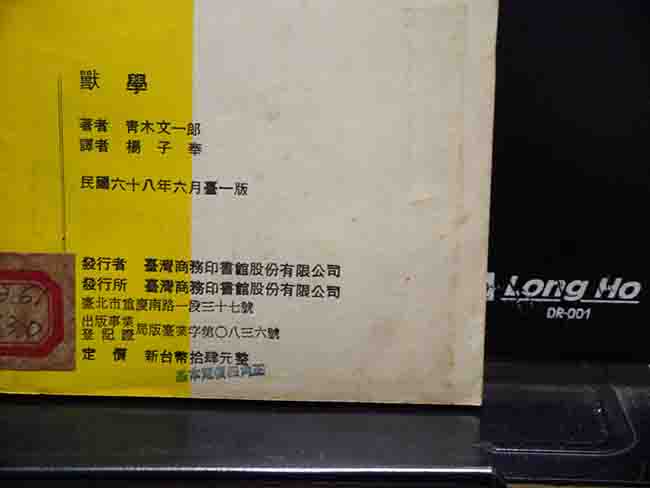 獸學
著者 青木文一郎
譯者 楊子奉
民國六十八年六月臺一版
發行者 臺灣商務印書館股份有限公司
發行所 臺灣商務印書館股份有限公司
臺北市重慶南路一段三十七號
出版事業登記證 局版臺業字第〇八三六號
定價 新台幣拾肆元整
Long Ho
DR-001